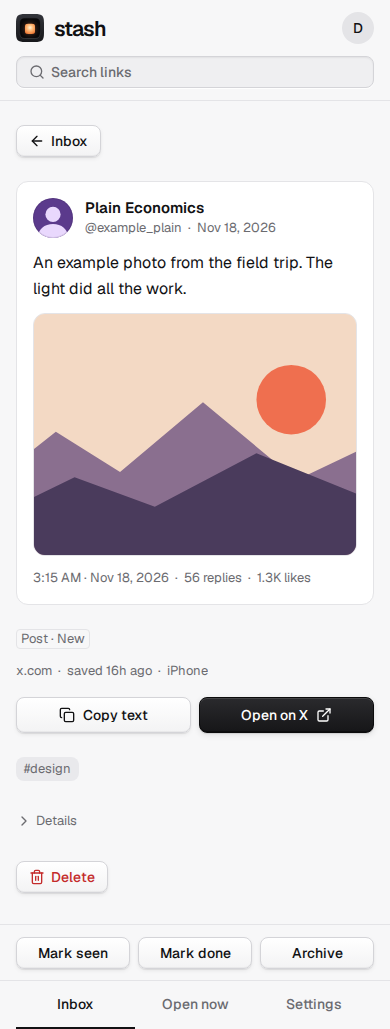 stash
D
Search links
Inbox
Plain Economics
@example_plain · Nov 18, 2026
An example photo from the field trip. The
light did all the work.
3:15 AM · Nov 18, 2026 · 56 replies · 1.3K likes
Post · New
x.com · saved 16h ago · iPhone
Copy text
Open on X
#design
Details
Delete
Mark seen
Mark done
Archive
Inbox
Open now
Settings